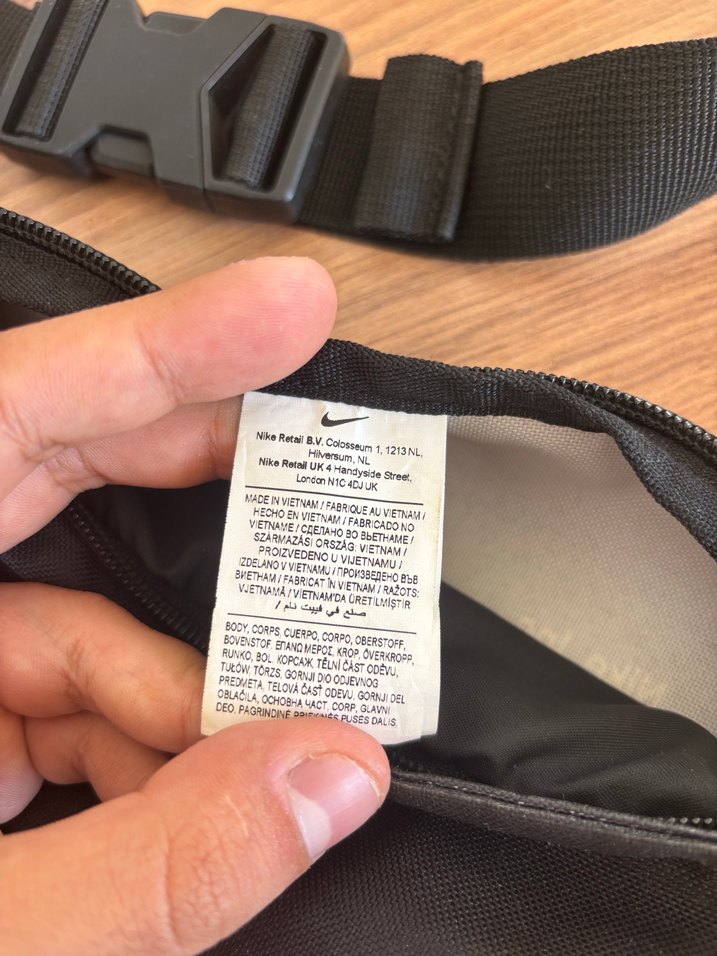 Nike Retail B.V. Colosseum 1, 1213 NL,
Hilversum, NL
Nike Retail UK 4 Handyside Street,
London N1C 4DJ UK
MADE IN VIETNAM / FABRIQUE AU VIETNAM /
HECHO EN VIETNAM / FABRICADO NO
VIETNAME / СДЕЛАНО ВО ВЬЕТНАМЕ /
SZÁRMAZÁSI ORSZÁG: VIETNAM /
PROIZVEDENO U VIJETNAMU /
IZDELANO V VIETNAMU / ПРОИЗВЕДЕНО ВЪВ
ВИЕТНАМ / FABRICAT ÎN VIETNAM / RAŽOTS:
VJETNAMĀ / VIETNAM'DA ÜRETİLMİŞTİR
صنع في فييت نام /
BODY, CORPS, CUERPO, CORPO, OBERSTOFF,
BOVENSTOF, ΕΠΑΝΩ ΜΕΡΟΣ, KROP, ÖVERKROPP,
RUNKO, BOL, КОРСАЖ, TĚLNÍ ČÁST ODĚVU,
TUŁÓW, TÖRZS, GORNJI DIO ODJEVNOG
PREDMETA, TELOVÁ ČASŤ ODEVU, GORNJI DEL
OBLAČILA, ОСНОВНА ЧАСТ, CORP, GLAVNI
DEO, PAGRINDINĖ PRIEKINĖS PUSĖS DALIS,